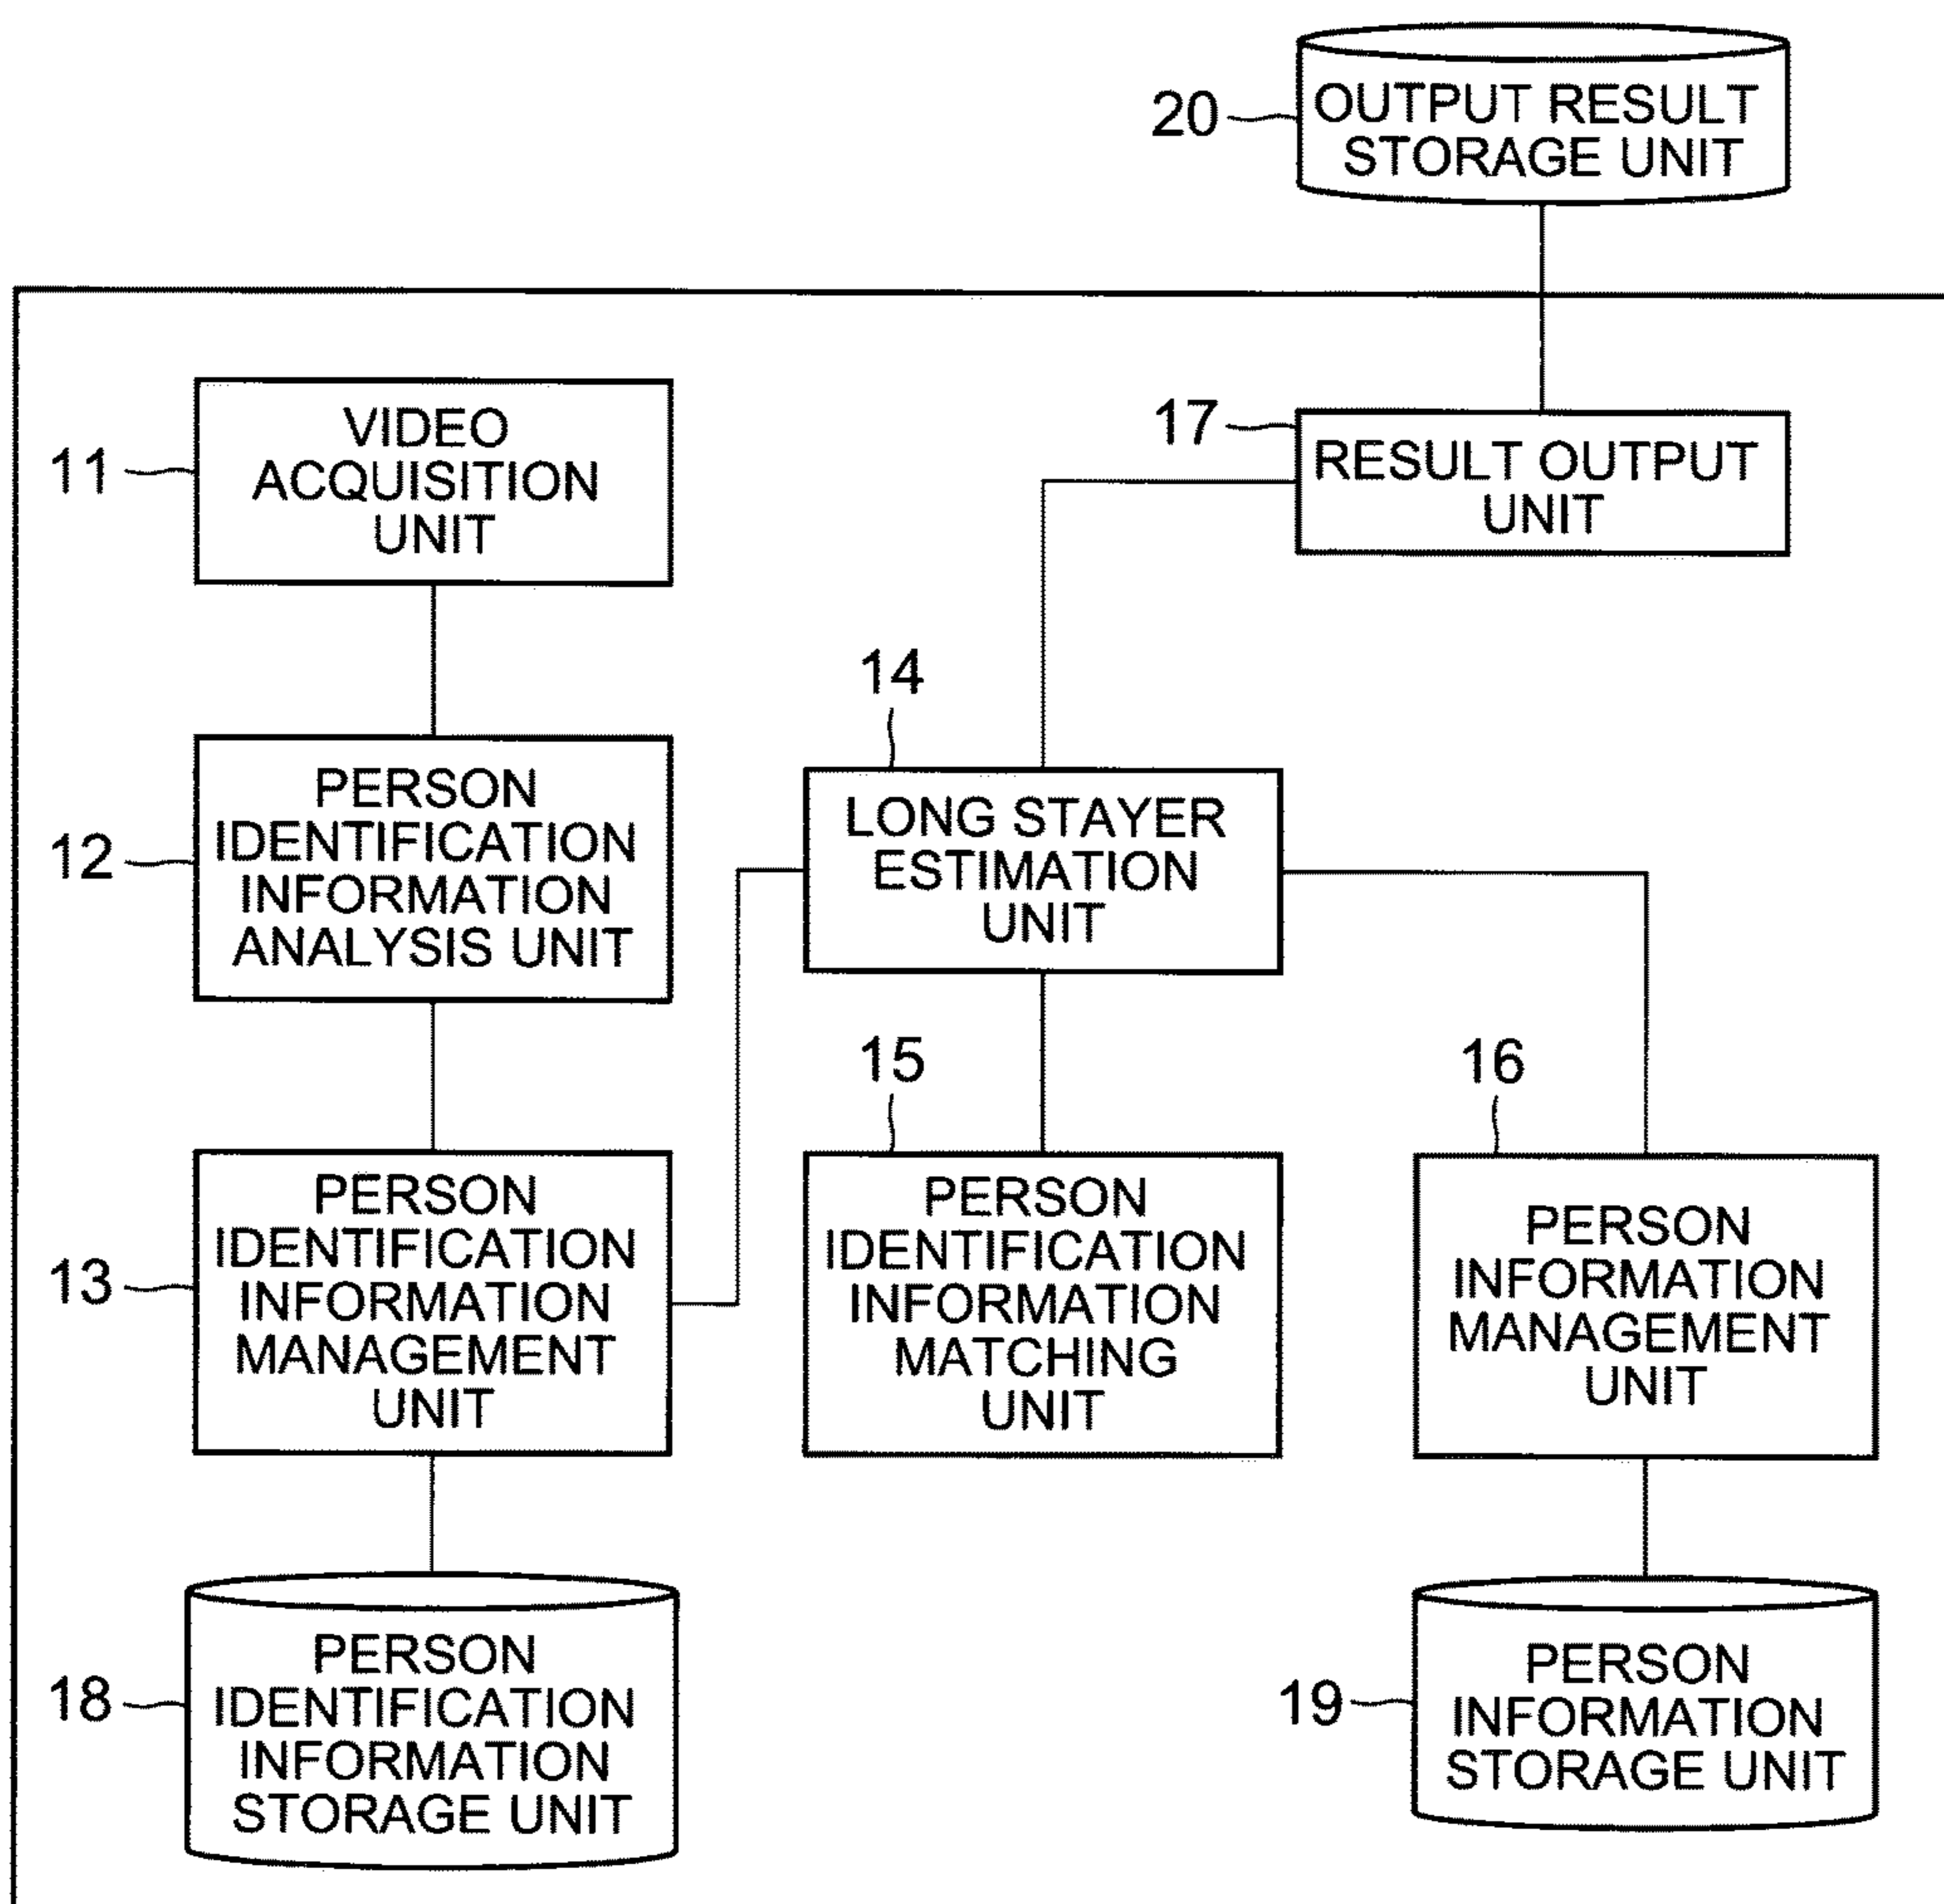 20
OUTPUT RESULT
STORAGE UNIT
11
VIDEO
ACQUISITION
UNIT
17
RESULT OUTPUT
UNIT
12
PERSON
IDENTIFICATION
INFORMATION
ANALYSIS UNIT
14
LONG STAYER
ESTIMATION
UNIT
13
PERSON
IDENTIFICATION
INFORMATION
MANAGEMENT
UNIT
15
PERSON
IDENTIFICATION
INFORMATION
MATCHING
UNIT
16
PERSON
INFORMATION
MANAGEMENT
UNIT
18
PERSON
IDENTIFICATION
INFORMATION
STORAGE UNIT
19
PERSON
INFORMATION
STORAGE UNIT